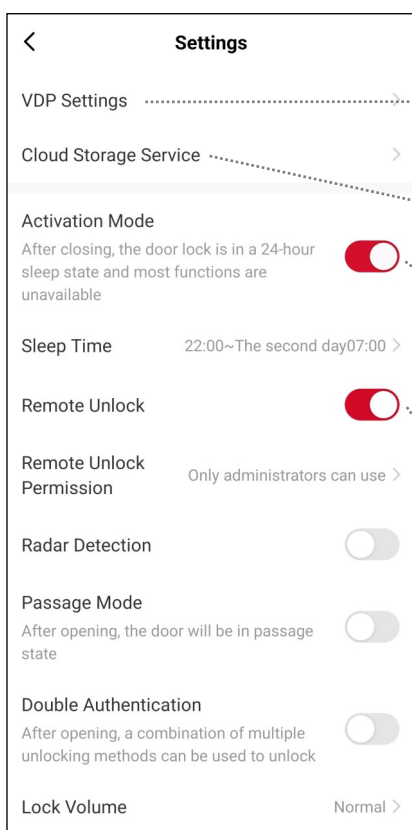 Settings
VDP Settings
Cloud Storage Service
Activation Mode
After closing, the door lock is in a 24-hour
sleep state and most functions are
unavailable
Sleep Time 22:00~The second day07:00
Remote Unlock
Remote Unlock
Permission
Only administrators can use
Radar Detection
Passage Mode
After opening, the door will be in passage
state
Double Authentication
After opening, a combination of multiple
unlocking methods can be used to unlock
Lock Volume Normal